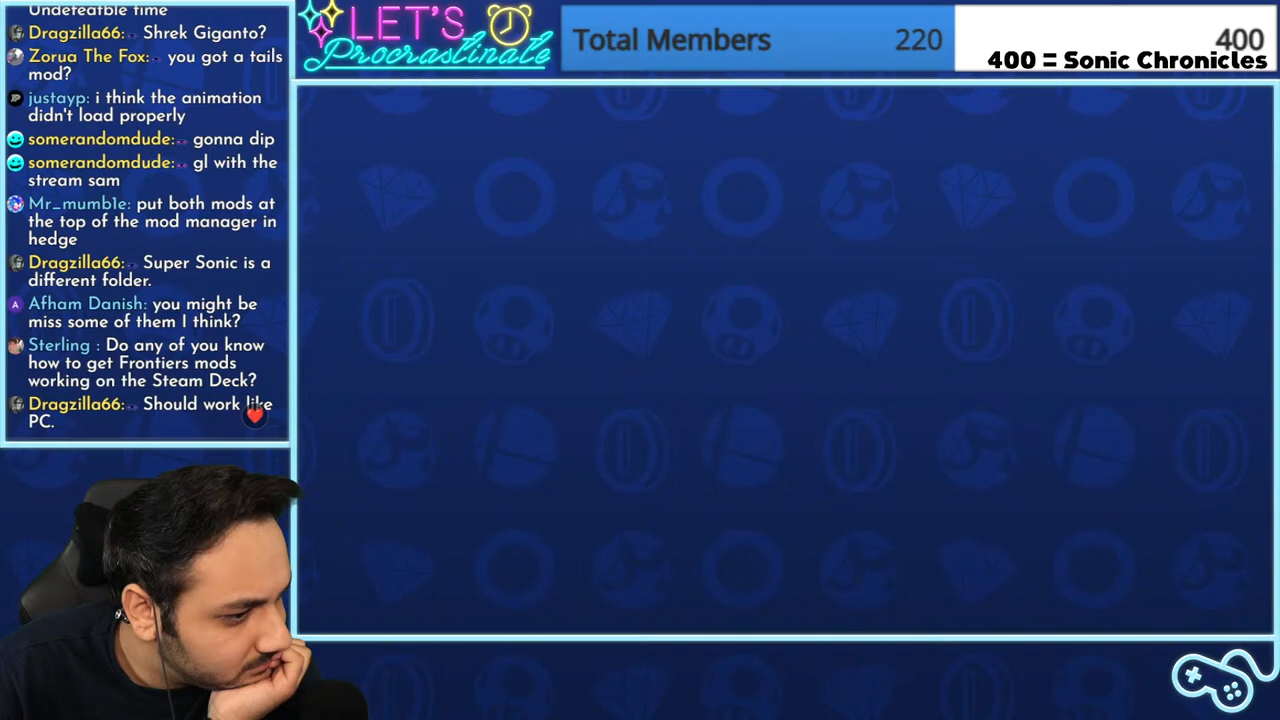 Undefeatble time
Dragzilla66: Shrek Giganto?
Zorua The Fox: you got a tails
mod?
justayp: i think the animation
didn't load properly
somerandomdude: gonna dip
somerandomdude: gl with the
stream sam
Mr_mumb1e: put both mods at
the top of the mod manager in
hedge
Dragzilla66: Super Sonic is a
different folder.
Afham Danish: you might be
miss some of them I think?
Sterling : Do any of you know
how to get Frontiers mods
working on the Steam Deck?
Dragzilla66: Should work like
PC.
LET'S
Procrastinate
Total Members 220 400
400 = Sonic Chronicles